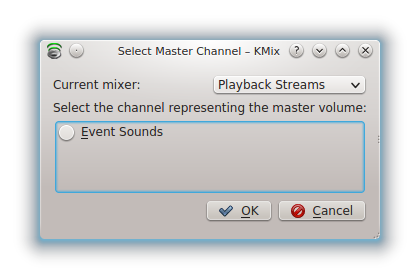 Select Master Channel – KMix
Current mixer: Playback Streams
Select the channel representing the master volume:
Event Sounds
OK Cancel